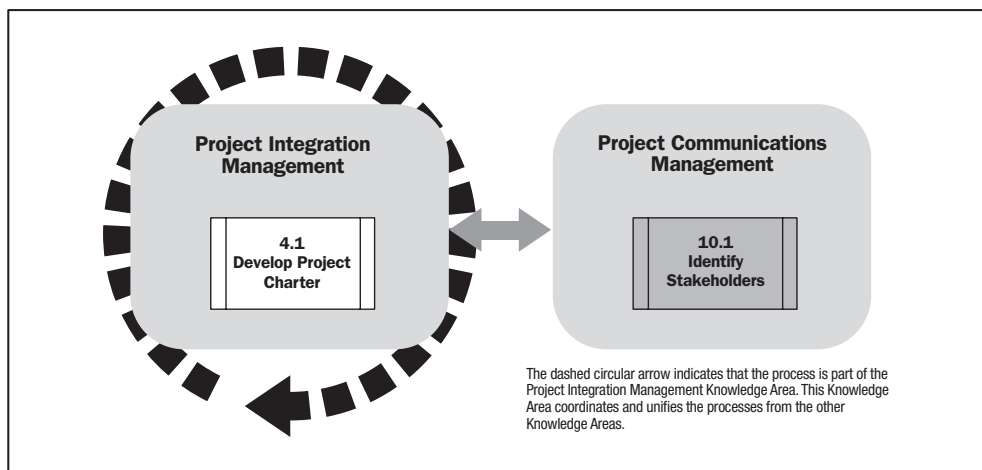 Project Integration
Management
4.1
Develop Project
Charter
Project Communications
Management
10.1
Identify
Stakeholders
The dashed circular arrow indicates that the process is part of the
Project Integration Management Knowledge Area. This Knowledge
Area coordinates and unifies the processes from the other
Knowledge Areas.